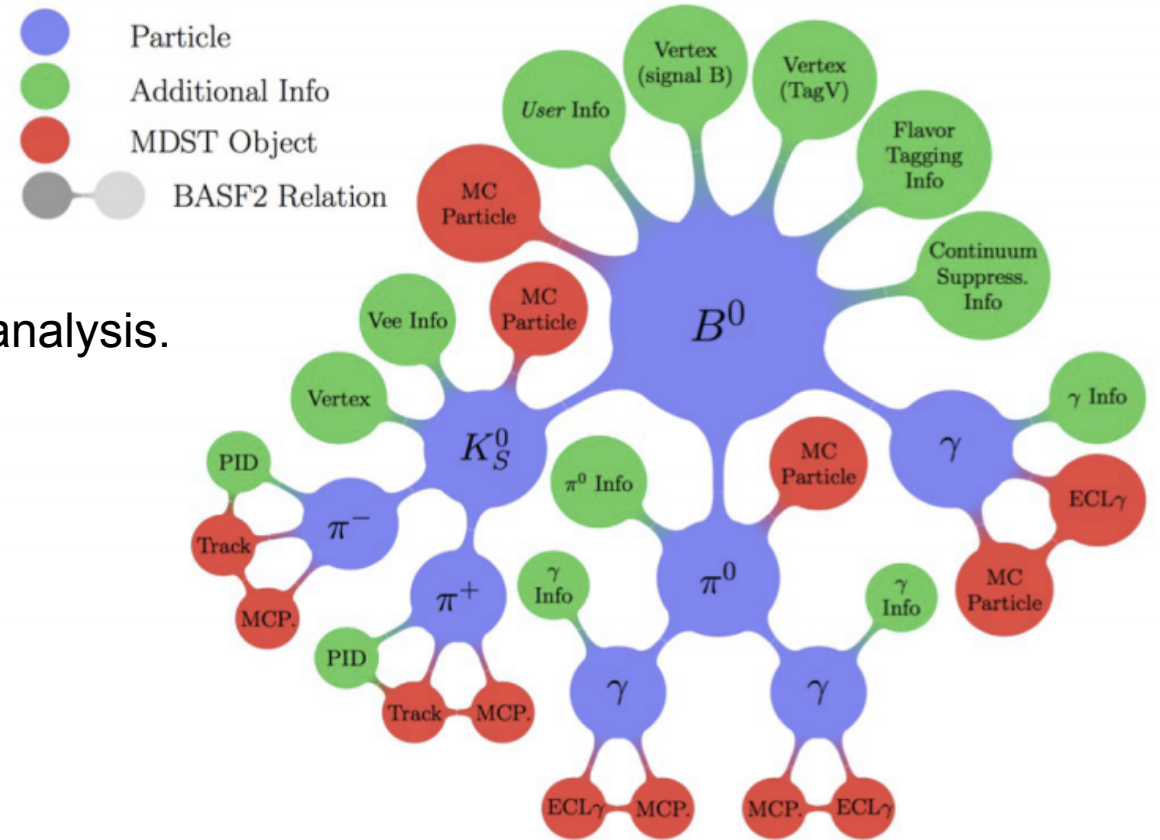 Particle
Additional Info
MDST Object
BASF2 Relation
analysis.
Vertex
(signal B)
Vertex
(TagV)
User Info
Flavor
Tagging
Info
MC
Particle
Continuum
Suppress.
Info
B⁰
Vee Info
MC
Particle
Vertex
K⁰_S
γ
γ Info
ECLγ
MC
Particle
PID
π⁻
Track
MCP.
π⁺
PID
Track
MCP.
π⁰ Info
MC
Particle
π⁰
γ
Info
γ
Info
γ
γ
ECLγ
MCP.
MCP.
ECLγ